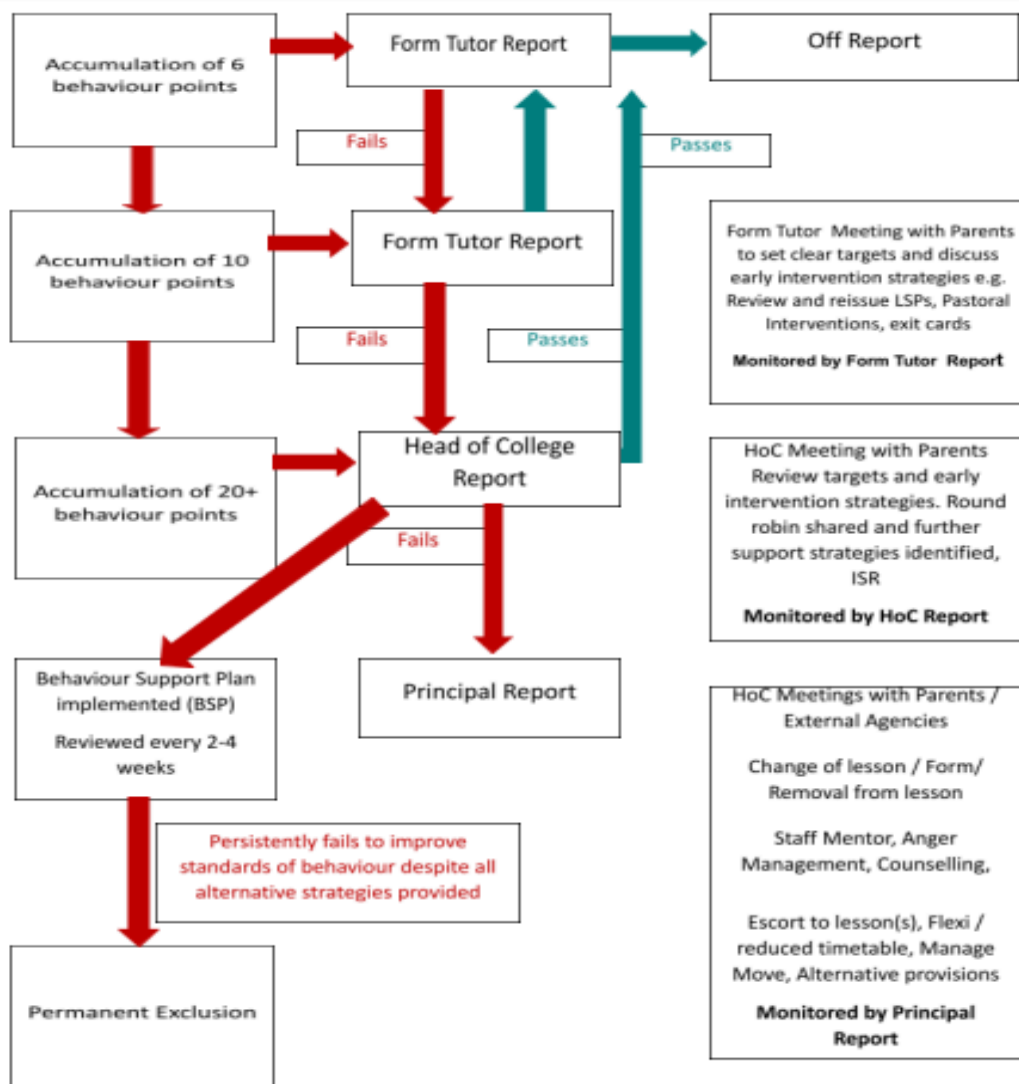 Accumulation of 6
behaviour points
Form Tutor Report
Off Report
Fails
Passes
Accumulation of 10
behaviour points
Form Tutor Report
Form Tutor Meeting with Parents
to set clear targets and discuss
early intervention strategies e.g.
Review and reissue LSPs, Pastoral
Interventions, exit cards
Monitored by Form Tutor Report
Fails
Passes
Accumulation of 20+
behaviour points
Head of College
Report
HoC Meeting with Parents
Review targets and early
intervention strategies. Round
robin shared and further
support strategies identified,
ISR
Monitored by HoC Report
Fails
Behaviour Support Plan
implemented (BSP)
Reviewed every 2-4
weeks
Principal Report
HoC Meetings with Parents /
External Agencies
Change of lesson / Form/
Removal from lesson
Staff Mentor, Anger
Management, Counselling,
Escort to lesson(s), Flexi /
reduced timetable, Manage
Move, Alternative provisions
Monitored by Principal
Report
Persistently fails to improve
standards of behaviour despite all
alternative strategies provided
Permanent Exclusion